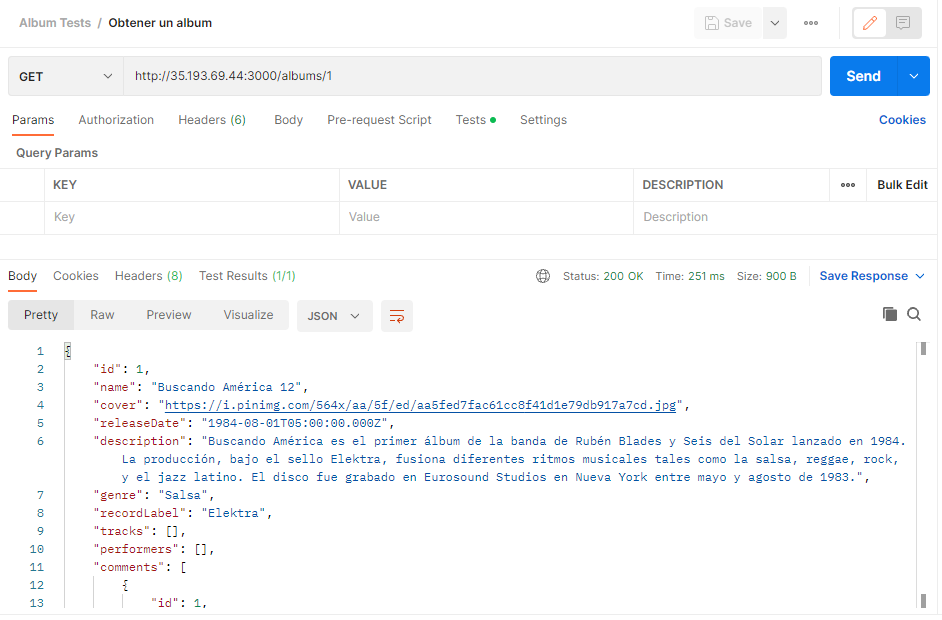 Album Tests / Obtener un album
Save
GET http://35.193.69.44:3000/albums/1 Send
Params Authorization Headers (6) Body Pre-request Script Tests Settings Cookies
Query Params
KEY VALUE DESCRIPTION Bulk Edit
Key Value Description
Body Cookies Headers (8) Test Results (1/1) Status: 200 OK Time: 251 ms Size: 900 B Save Response
Pretty Raw Preview Visualize JSON
1 {
2 "id": 1,
3 "name": "Buscando América 12",
4 "cover": "https://i.pinimg.com/564x/aa/5f/ed/aa5fed7fac61cc8f41d1e79db917a7cd.jpg",
5 "releaseDate": "1984-08-01T05:00:00.000Z",
6 "description": "Buscando América es el primer álbum de la banda de Rubén Blades y Seis del Solar lanzado en 1984.
La producción, bajo el sello Elektra, fusiona diferentes ritmos musicales tales como la salsa, reggae, rock,
y el jazz latino. El disco fue grabado en Eurosound Studios en Nueva York entre mayo y agosto de 1983.",
7 "genre": "Salsa",
8 "recordLabel": "Elektra",
9 "tracks": [],
10 "performers": [],
11 "comments": [
12 {
13 "id": 1,